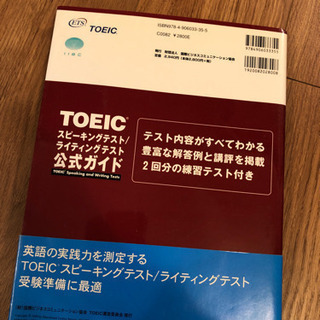 ETS TOEIC
ISBN978-4-906033-35-5
C0082 ¥2800E
TOEIC
スピーキングテスト/
ライティングテスト
公式ガイド
TOEIC Speaking and Writing Tests
テスト内容がすべてわかる
豊富な解答例と講評を掲載
2回分の練習テスト付き
英語の実践力を測定する
TOEIC スピーキングテスト/ライティングテスト
受験準備に最適